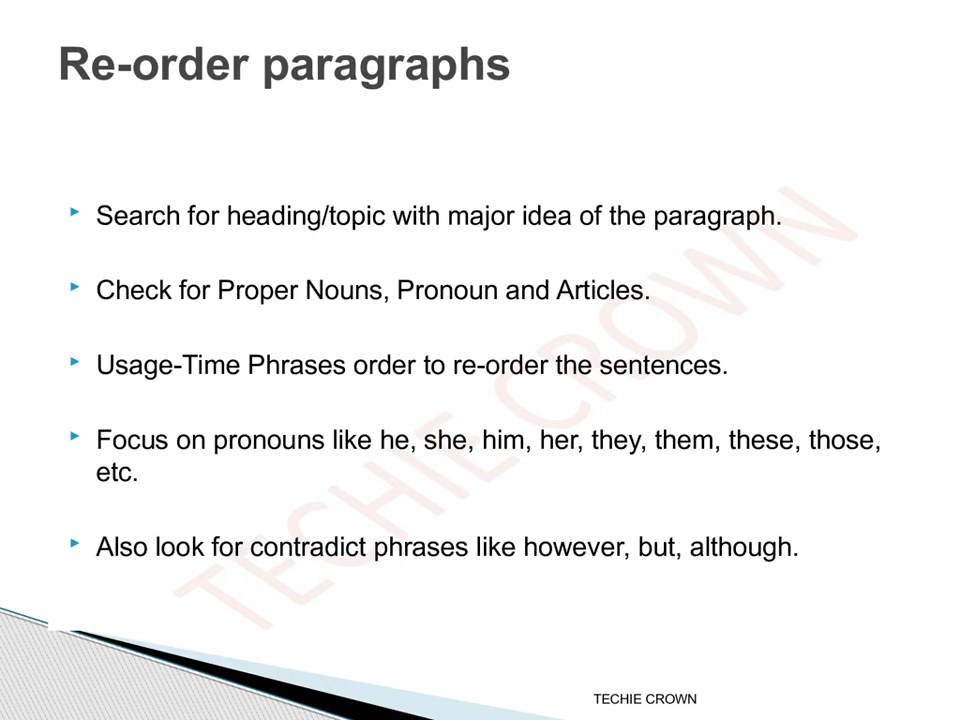 Re-order paragraphs
Search for heading/topic with major idea of the paragraph.
Check for Proper Nouns, Pronoun and Articles.
Usage-Time Phrases order to re-order the sentences.
Focus on pronouns like he, she, him, her, they, them, these, those,
etc.
Also look for contradict phrases like however, but, although.
TECHIE CROWN
TECHIE CROWN